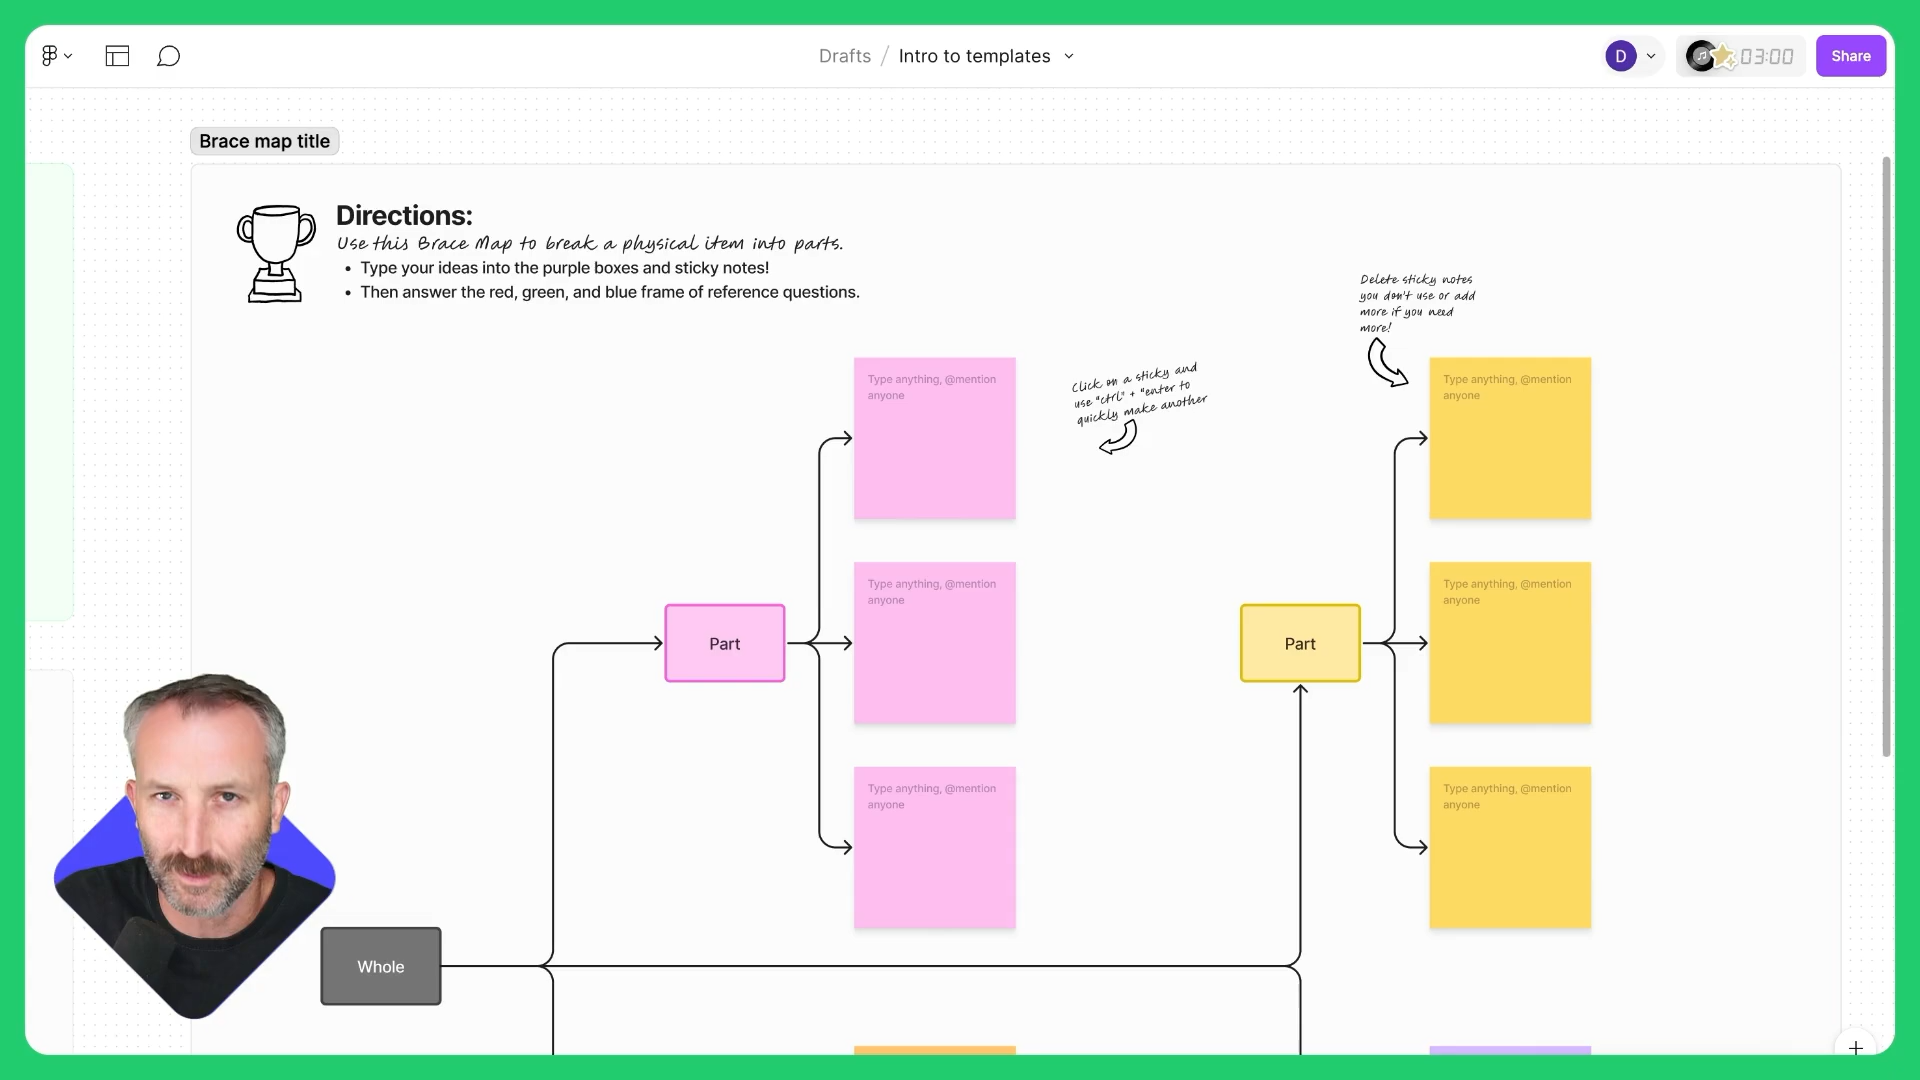 Drafts / Intro to templates
D
03:00
Share
Brace map title
Directions:
Use this Brace Map to break a physical item into parts.
• Type your ideas into the purple boxes and sticky notes!
• Then answer the red, green, and blue frame of reference questions.
Delete sticky notes
you don't use or add
more if you need
more!
Click on a sticky and
use "ctrl" + "enter to
quickly make another
Type anything, @mention
anyone
Type anything, @mention
anyone
Type anything, @mention
anyone
Type anything, @mention
anyone
Part
Part
Type anything, @mention
anyone
Type anything, @mention
anyone
Whole